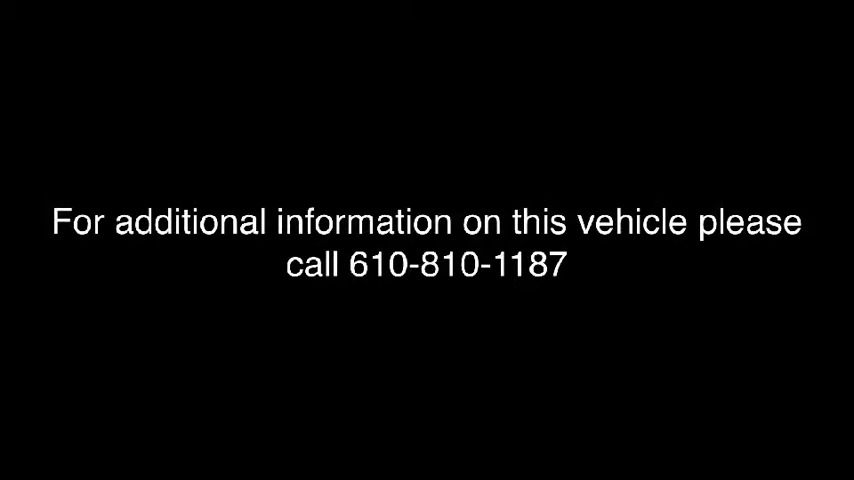 For additional information on this vehicle please
call 610-810-1187